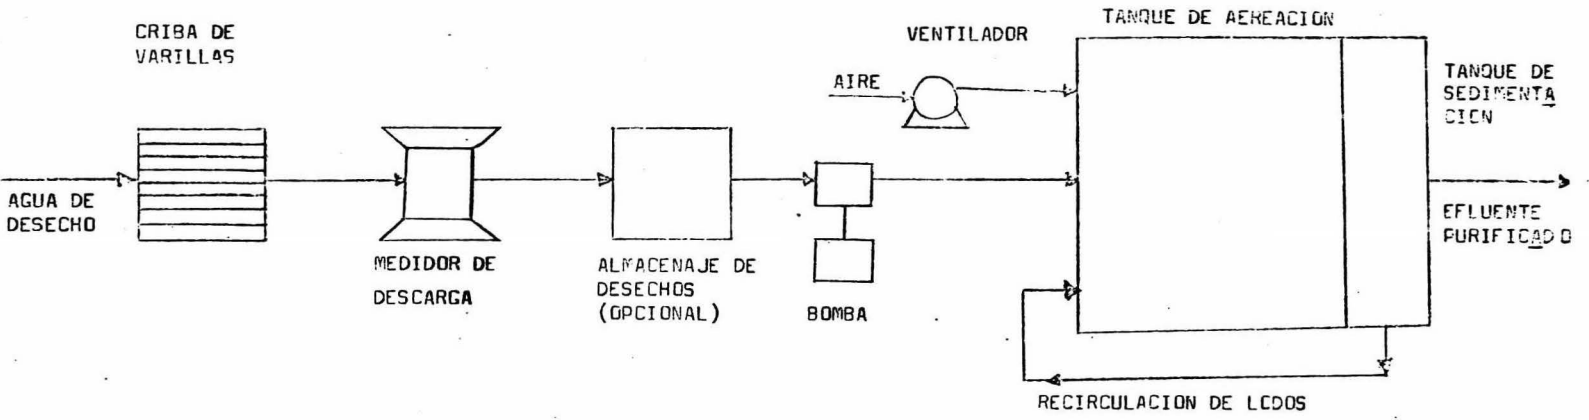 CRIBA DE
VARILLAS
AGUA DE
DESECHO
MEDIDOR DE
DESCARGA
ALMACENAJE DE
DESECHOS
(OPCIONAL)
BOMBA
AIRE
VENTILADOR
TANQUE DE AEREACION
TANQUE DE
SEDIMENTA
CION
EFLUENTE
PURIFICADO
RECIRCULACION DE LODOS